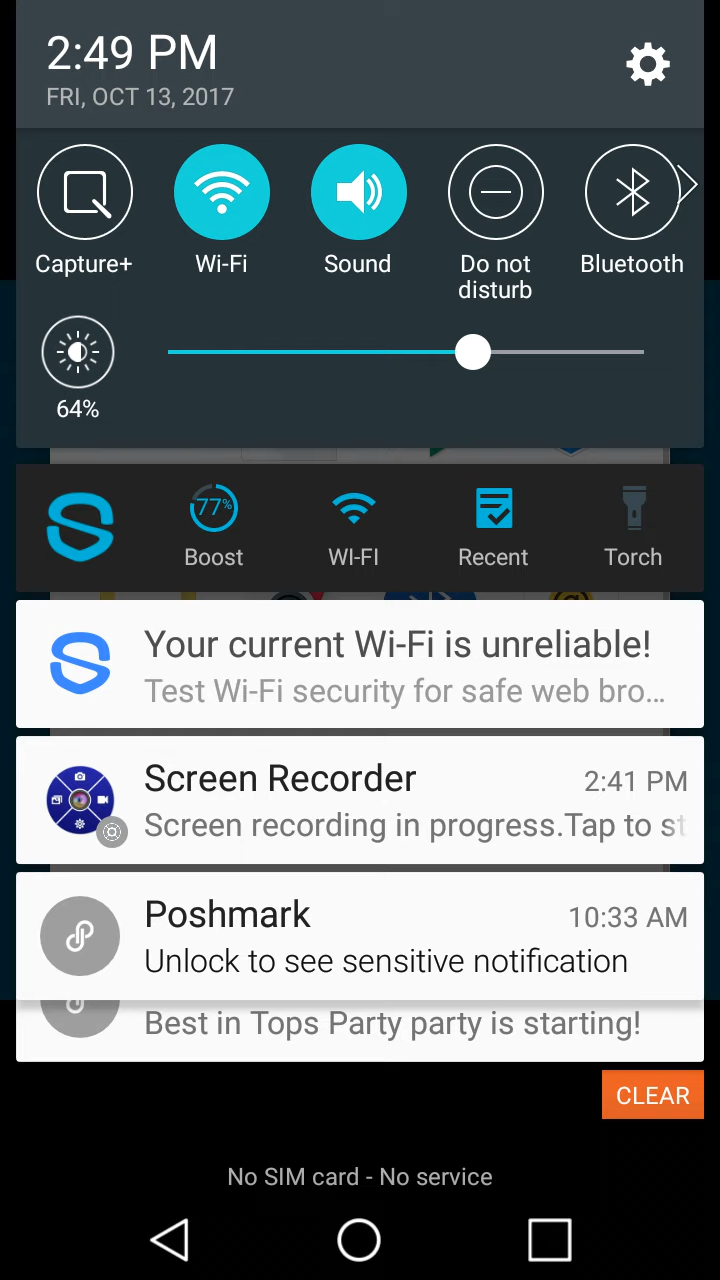 2:49 PM
FRI, OCT 13, 2017
Capture+
Wi-Fi
Sound
Do not
disturb
Bluetooth
64%
77%
Boost
WI-FI
Recent
Torch
Your current Wi-Fi is unreliable!
Test Wi-Fi security for safe web bro...
Screen Recorder 2:41 PM
Screen recording in progress.Tap to st
Poshmark 10:33 AM
Unlock to see sensitive notification
Best in Tops Party party is starting!
CLEAR
No SIM card - No service